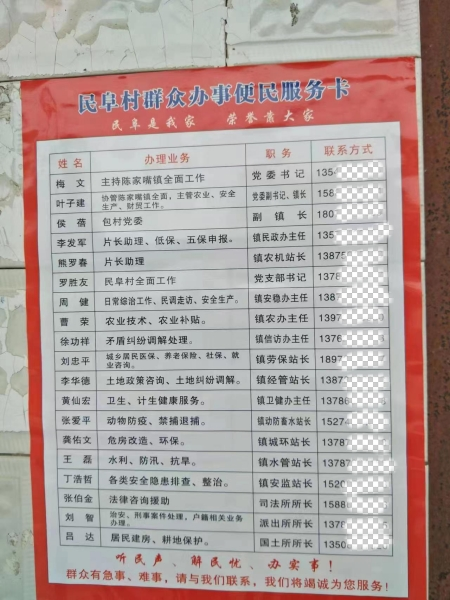 民阜村群众办事便民服务卡
民阜是我家 荣誉靠大家
姓名 办理业务 职务 联系方式
梅文 主持陈家嘴镇全面工作 党委书记 135
叶子建 协管陈家嘴镇全面,主管农业、安全生产、财贸工作。 党委副书记、镇长 158
侯蓓 包村党委 副镇长 180
李发军 片长助理、低保、五保申报。 镇民政办主任 135
熊罗春 片长助理 镇农机站长 1387
罗胜友 民阜村全面工作 党支部书记 1378
周健 日常综治工作、民调走访、安全生产。 镇安稳办主任 1387
曹荣 农业技术、农业补贴。 镇农办主任 1397
徐功祥 矛盾纠纷调解处理。 镇信访办主任 1376
刘忠平 城乡居民医保、养老保险、社保、就业咨询。 镇劳保站长 1897
李华德 土地政策咨询、土地纠纷调解。 镇经管站长 1387
黄仙宏 卫生、计生健康服务。 镇卫健办主任 13786
张爱平 动物防疫、禁捕退捕。 镇动防畜水站长 15274
龚佑文 危房改造、环保。 镇城环站长 13787
王磊 水利、防汛、抗旱。 镇水管站长 13787
丁浩哲 各类安全隐患排查、整治。 镇安监站长 1520
张伯金 法律咨询援助 司法所所长 1588
刘智 治安、刑事案件处理,户籍相关业务办理。 派出所所长 1378
吕达 居民建房、耕地保护。 国土所所长 1350
听民声、解民忧、办实事!
群众有急事、难事,请与我们联系,我们将竭诚为您服务!